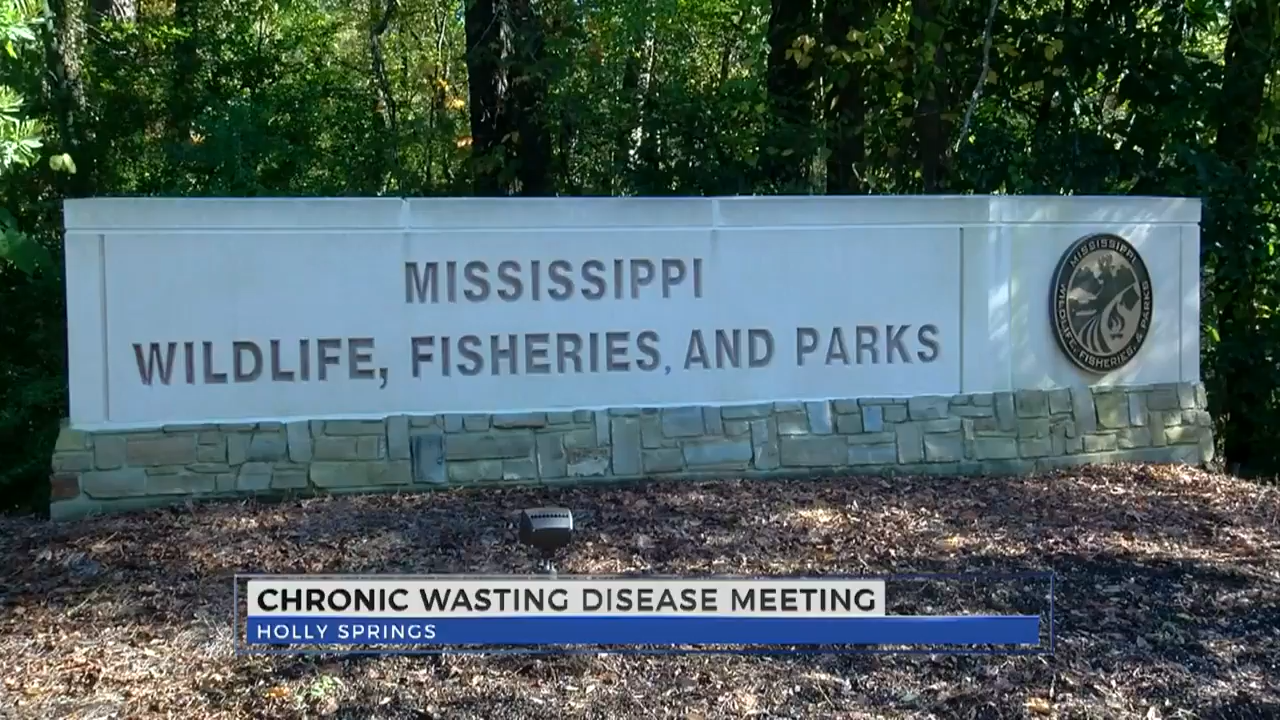 MISSISSIPPI
WILDLIFE, FISHERIES, AND PARKS
MISSISSIPPI
WILDLIFE, FISHERIES, & PARKS
CHRONIC WASTING DISEASE MEETING
HOLLY SPRINGS